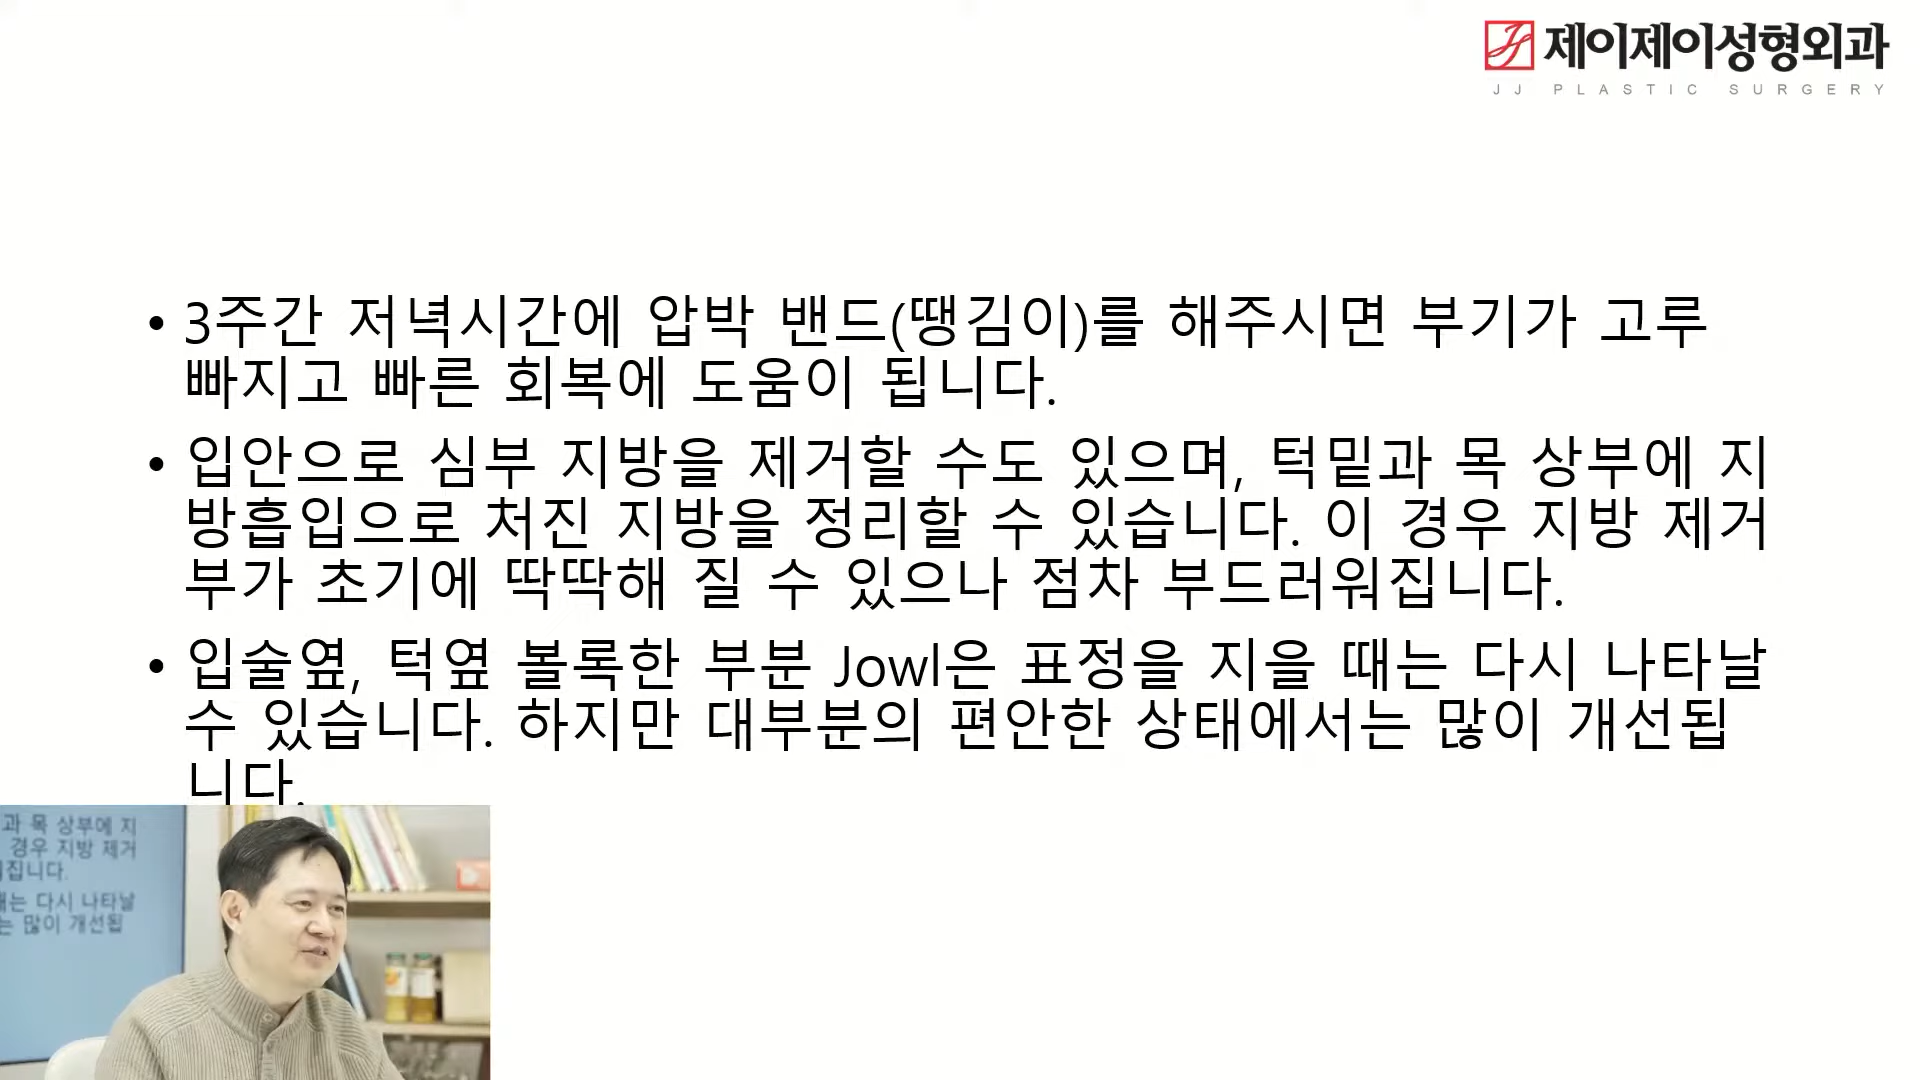 제이제이성형외과
JJ PLASTIC SURGERY
• 3주간 저녁시간에 압박 밴드(땡김이)를 해주시면 부기가 고루
빠지고 빠른 회복에 도움이 됩니다.
• 입안으로 심부 지방을 제거할 수도 있으며, 턱밑과 목 상부에 지
방흡입으로 처진 지방을 정리할 수 있습니다. 이 경우 지방 제거
부가 초기에 딱딱해 질 수 있으나 점차 부드러워집니다.
• 입술옆, 턱옆 볼록한 부분 Jowl은 표정을 지을 때는 다시 나타날
수 있습니다. 하지만 대부분의 편안한 상태에서는 많이 개선됩
니다.
과 목 상부에 지
경우 지방 제거
집니다.
때는 다시 나타날
는 많이 개선됩